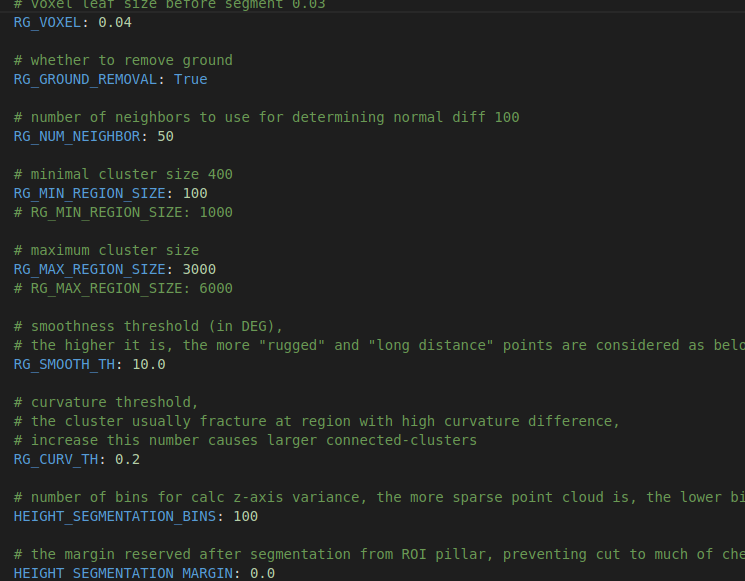 # voxel leaf size before segment 0.03
RG_VOXEL: 0.04
# whether to remove ground
RG_GROUND_REMOVAL: True
# number of neighbors to use for determining normal diff 100
RG_NUM_NEIGHBOR: 50
# minimal cluster size 400
RG_MIN_REGION_SIZE: 100
# RG_MIN_REGION_SIZE: 1000
# maximum cluster size
RG_MAX_REGION_SIZE: 3000
# RG_MAX_REGION_SIZE: 6000
# smoothness threshold (in DEG),
# the higher it is, the more "rugged" and "long distance" points are considered as belo
RG_SMOOTH_TH: 10.0
# curvature threshold,
# the cluster usually fracture at region with high curvature difference,
# increase this number causes larger connected-clusters
RG_CURV_TH: 0.2
# number of bins for calc z-axis variance, the more sparse point cloud is, the lower bi
HEIGHT_SEGMENTATION_BINS: 100
# the margin reserved after segmentation from ROI pillar, preventing cut to much of che
HEIGHT_SEGMENTATION_MARGIN: 0.0